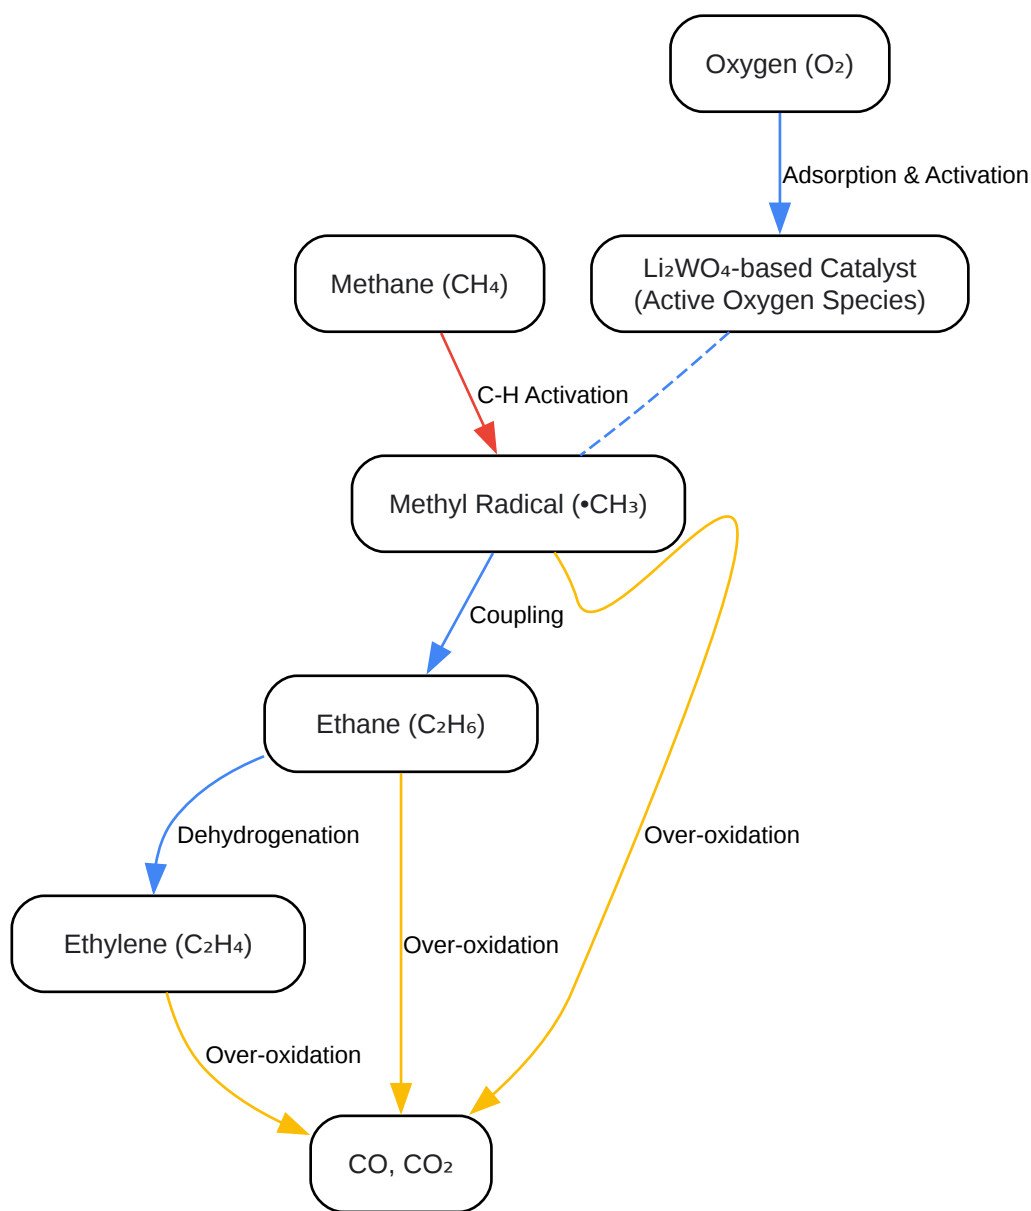 Oxygen (O₂)
Adsorption & Activation
Methane (CH₄)
Li₂WO₄-based Catalyst
(Active Oxygen Species)
C-H Activation
Methyl Radical (•CH₃)
Coupling
Ethane (C₂H₆)
Dehydrogenation
Over-oxidation
Ethylene (C₂H₄)
Over-oxidation
Over-oxidation
CO, CO₂